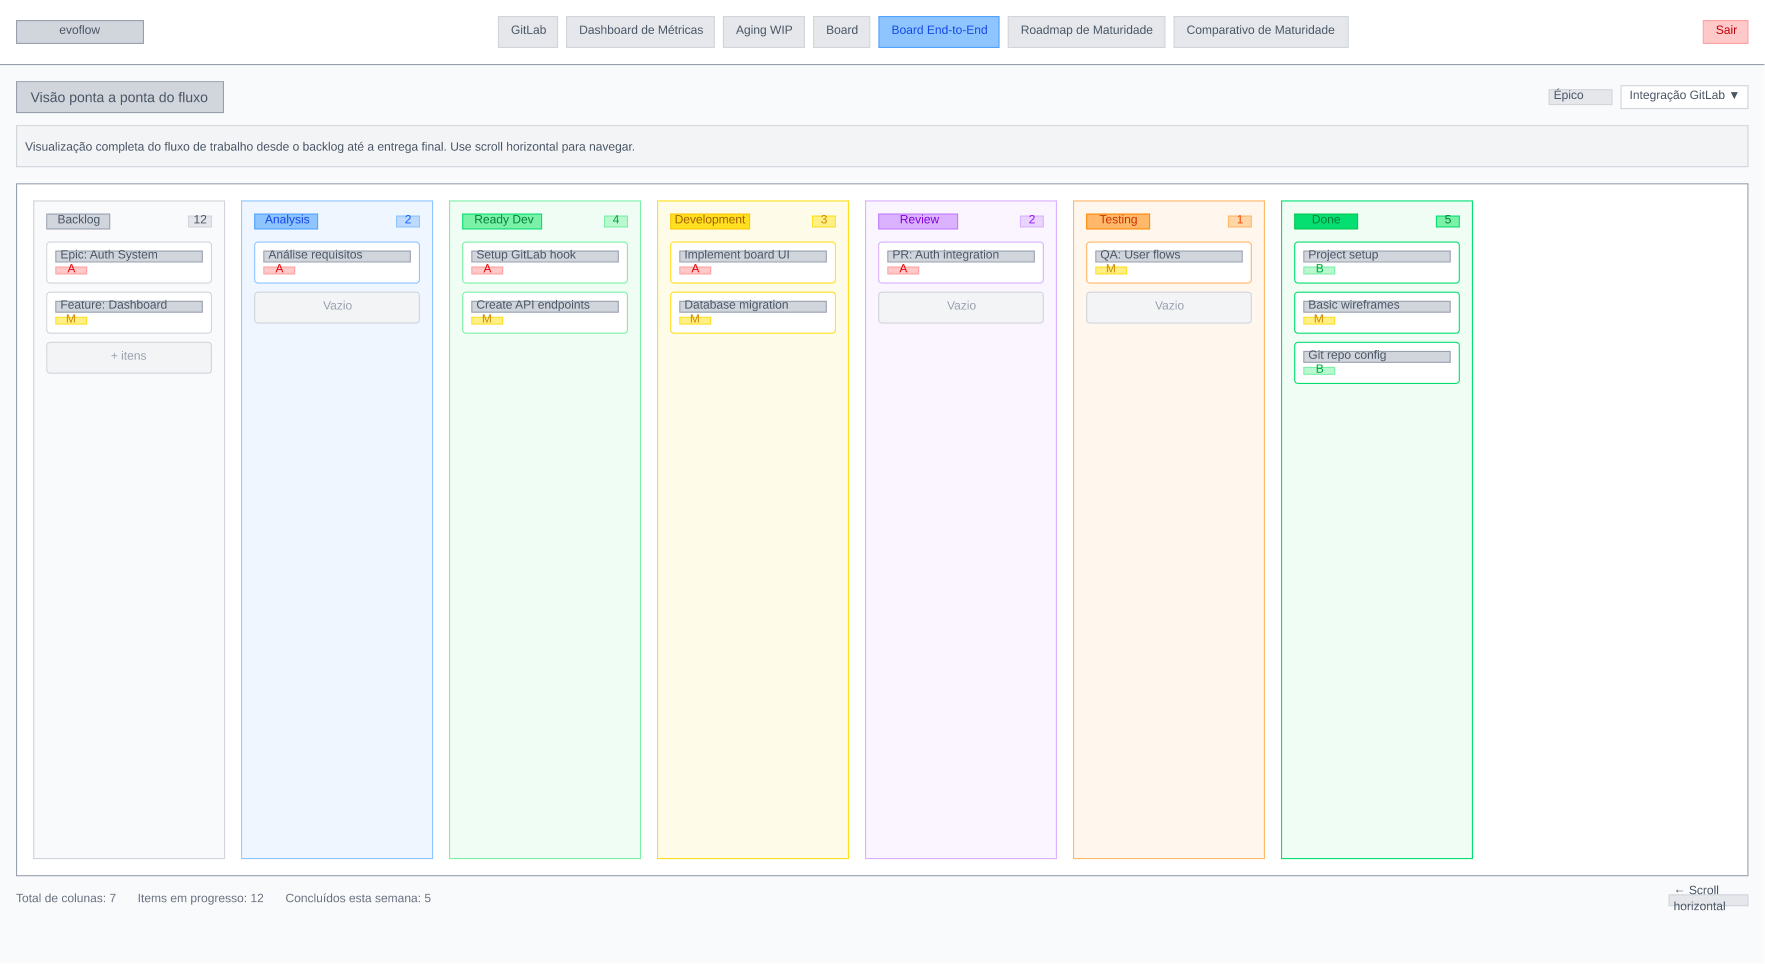 evoflow
GitLab
Dashboard de Métricas
Aging WIP
Board
Board End-to-End
Roadmap de Maturidade
Comparativo de Maturidade
Sair
Visão ponta a ponta do fluxo
Épico
Integração GitLab ▼
Visualização completa do fluxo de trabalho desde o backlog até a entrega final. Use scroll horizontal para navegar.
Backlog
12
Epic: Auth System
A
Feature: Dashboard
M
+ itens
Analysis
2
Análise requisitos
A
Vazio
Ready Dev
4
Setup GitLab hook
A
Create API endpoints
M
Development
3
Implement board UI
A
Database migration
M
Review
2
PR: Auth integration
A
Vazio
Testing
1
QA: User flows
M
Vazio
Done
5
Project setup
B
Basic wireframes
M
Git repo config
B
Total de colunas: 7
Items em progresso: 12
Concluídos esta semana: 5
← Scroll
horizontal